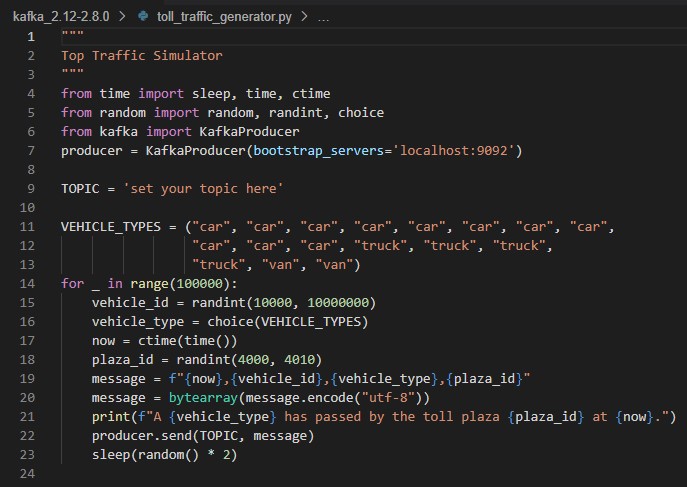 kafka_2.12-2.8.0 > toll_traffic_generator.py > ...
1 """
2 Top Traffic Simulator
3 """
4 from time import sleep, time, ctime
5 from random import random, randint, choice
6 from kafka import KafkaProducer
7 producer = KafkaProducer(bootstrap_servers='localhost:9092')
8
9 TOPIC = 'set your topic here'
10
11 VEHICLE_TYPES = ("car", "car", "car", "car", "car", "car", "car", "car",
12 "car", "car", "car", "truck", "truck", "truck",
13 "truck", "van", "van")
14 for _ in range(100000):
15 vehicle_id = randint(10000, 10000000)
16 vehicle_type = choice(VEHICLE_TYPES)
17 now = ctime(time())
18 plaza_id = randint(4000, 4010)
19 message = f"{now},{vehicle_id},{vehicle_type},{plaza_id}"
20 message = bytearray(message.encode("utf-8"))
21 print(f"A {vehicle_type} has passed by the toll plaza {plaza_id} at {now}.")
22 producer.send(TOPIC, message)
23 sleep(random() * 2)
24